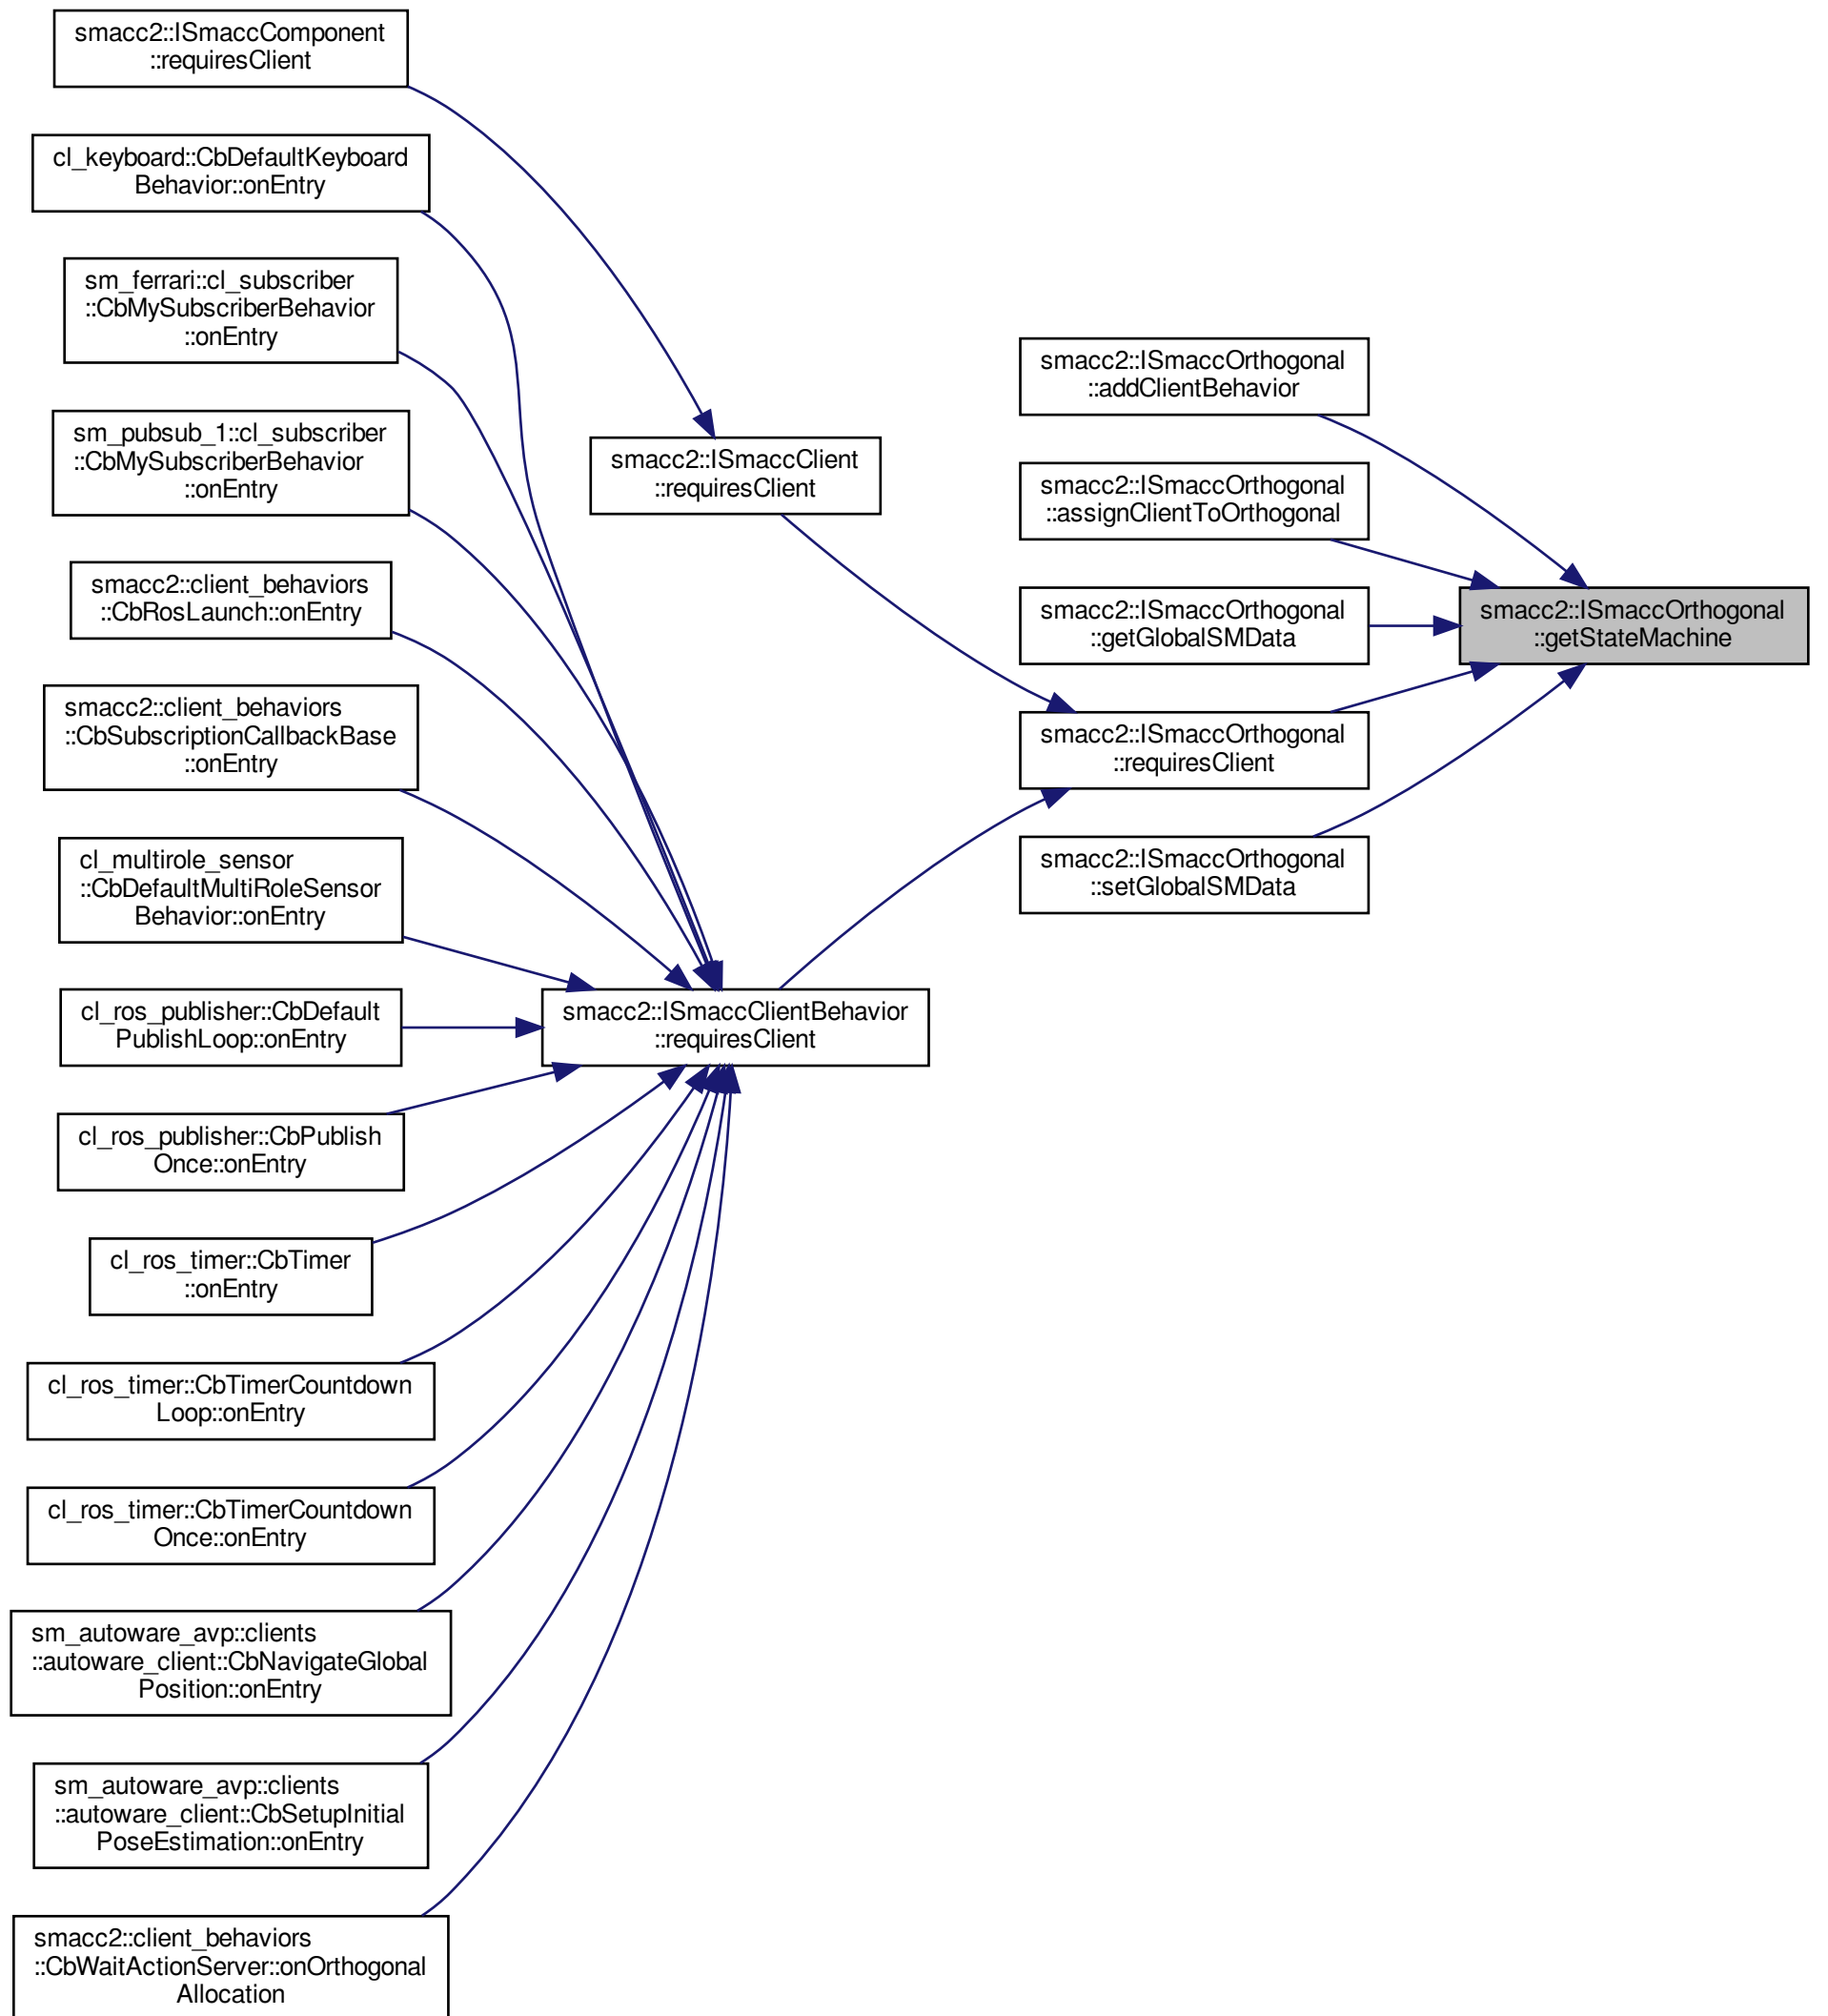 smacc2::ISmaccComponent
::requiresClient
cl_keyboard::CbDefaultKeyboard
Behavior::onEntry
sm_ferrari::cl_subscriber
::CbMySubscriberBehavior
::onEntry
sm_pubsub_1::cl_subscriber
::CbMySubscriberBehavior
::onEntry
smacc2::client_behaviors
::CbRosLaunch::onEntry
smacc2::client_behaviors
::CbSubscriptionCallbackBase
::onEntry
cl_multirole_sensor
::CbDefaultMultiRoleSensor
Behavior::onEntry
cl_ros_publisher::CbDefault
PublishLoop::onEntry
cl_ros_publisher::CbPublish
Once::onEntry
cl_ros_timer::CbTimer
::onEntry
cl_ros_timer::CbTimerCountdown
Loop::onEntry
cl_ros_timer::CbTimerCountdown
Once::onEntry
sm_autoware_avp::clients
::autoware_client::CbNavigateGlobal
Position::onEntry
sm_autoware_avp::clients
::autoware_client::CbSetupInitial
PoseEstimation::onEntry
smacc2::client_behaviors
::CbWaitActionServer::onOrthogonal
Allocation
smacc2::ISmaccClient
::requiresClient
smacc2::ISmaccClientBehavior
::requiresClient
smacc2::ISmaccOrthogonal
::addClientBehavior
smacc2::ISmaccOrthogonal
::assignClientToOrthogonal
smacc2::ISmaccOrthogonal
::getGlobalSMData
smacc2::ISmaccOrthogonal
::requiresClient
smacc2::ISmaccOrthogonal
::setGlobalSMData
smacc2::ISmaccOrthogonal
::getStateMachine